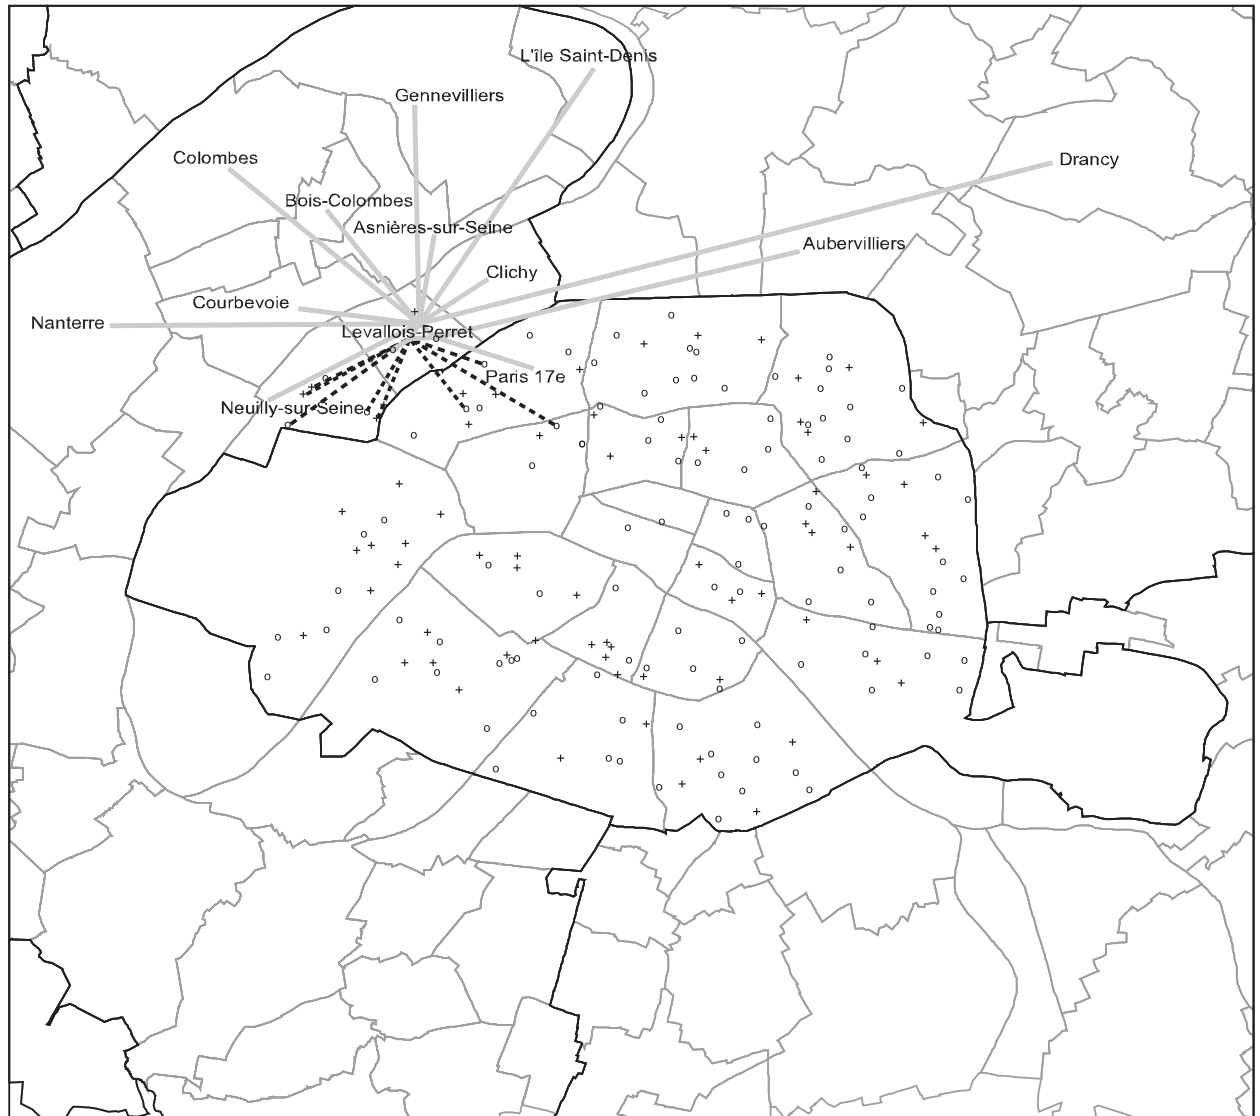 L'île Saint-Denis
Gennevilliers
Colombes
Drancy
Bois-Colombes
Asnières-sur-Seine
Aubervilliers
Clichy
Courbevoie
Nanterre
Levallois-Perret
Paris 17e
Neuilly-sur-Seine